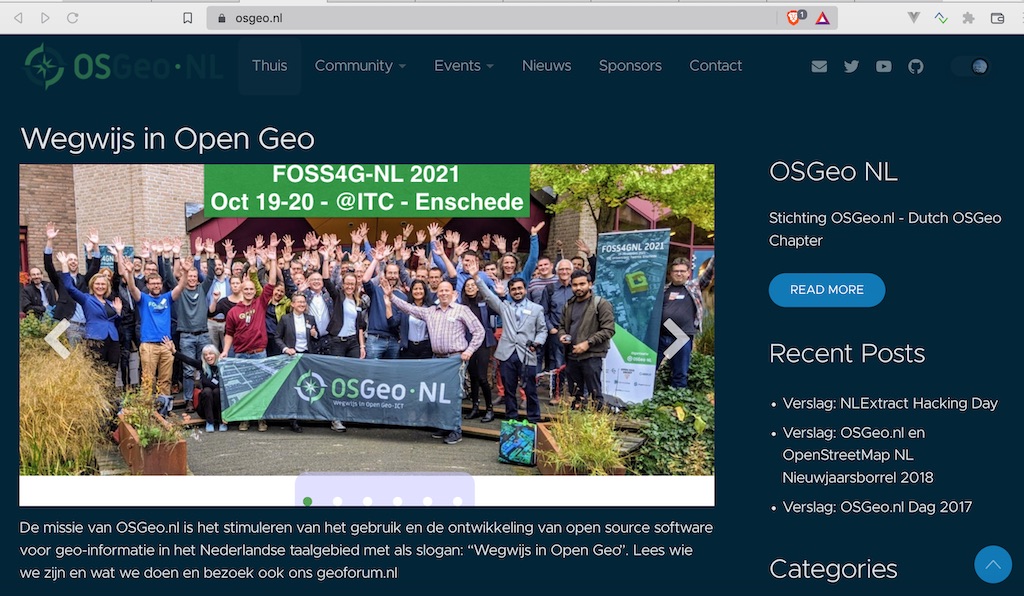 osgeo.nl
1
OSGeo·NL
Thuis
Community
Events
Nieuws
Sponsors
Contact
Wegwijs in Open Geo
FOSS4G-NL 2021
Oct 19-20 - @ITC - Enschede
FOSS4GNL 2021
OSGeo·NL
Wegwijs in Open Geo-ICT
De missie van OSGeo.nl is het stimuleren van het gebruik en de ontwikkeling van open source software
voor geo-informatie in het Nederlandse taalgebied met als slogan: “Wegwijs in Open Geo”. Lees wie
we zijn en wat we doen en bezoek ook ons geoforum.nl
OSGeo NL
Stichting OSGeo.nl - Dutch OSGeo
Chapter
READ MORE
Recent Posts
• Verslag: NLExtract Hacking Day
• Verslag: OSGeo.nl en
OpenStreetMap NL
Nieuwjaarsborrel 2018
• Verslag: OSGeo.nl Dag 2017
Categories